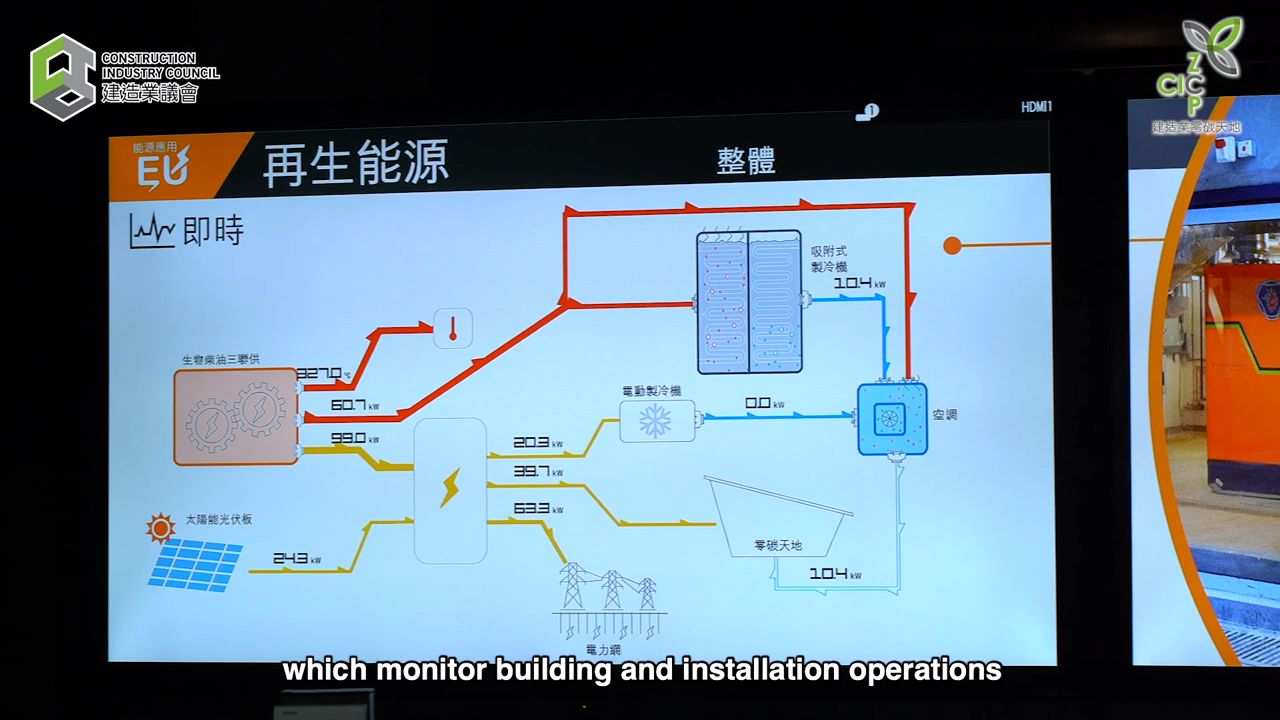 CONSTRUCTION
INDUSTRY COUNCIL
建造業議會
CIC
ZCP
建造業零碳天地
1
HDMI1
能源應用
EU
再生能源
整體
即時
吸附式
製冷機
10.4 kW
生物柴油三聯供
327.0 °C
60.7 kW
99.0 kW
電動製冷機
0.0 kW
空調
20.3 kW
39.7 kW
63.3 kW
太陽能光伏板
24.3 kW
零碳天地
10.4 kW
電力網
which monitor building and installation operations